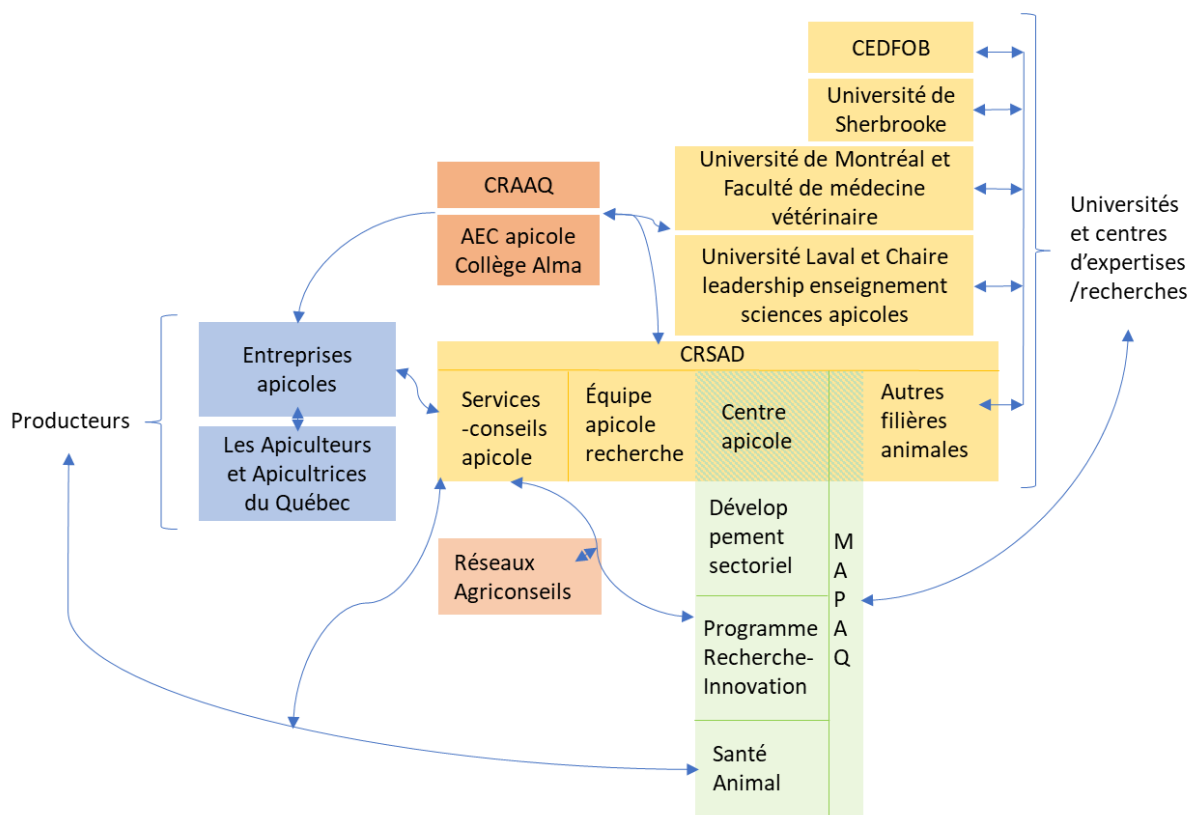 CEDFOB
Université de
Sherbrooke
Université de Montréal et
Faculté de médecine
vétérinaire
Université Laval et Chaire
leadership enseignement
sciences apicoles
Universités
et centres
d'expertises
/recherches
CRAAQ
AEC apicole
Collège Alma
Producteurs
Entreprises
apicoles
Les Apiculteurs
et Apicultrices
du Québec
CRSAD
Services
-conseils
apicole
Équipe
apicole
recherche
Centre
apicole
Autres
filières
animales
Réseaux
Agriconseils
Dévelop
pement
sectoriel
Programme
Recherche-
Innovation
Santé
Animal
M
A
P
A
Q